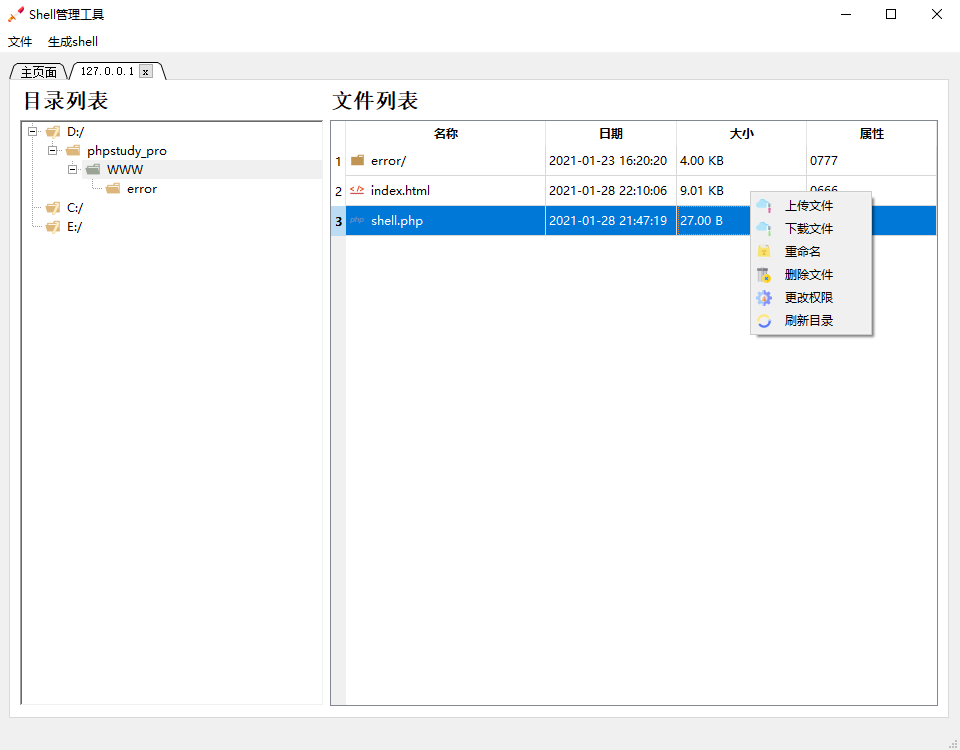 Shell管理工具
文件 生成shell
主页面 127.0.0.1 x
目录列表 文件列表
D:/
phpstudy_pro
WWW
error
C:/
E:/
名称 日期 大小 属性
1 error/ 2021-01-23 16:20:20 4.00 KB 0777
2 index.html 2021-01-28 22:10:06 9.01 KB 0666
3 php shell.php 2021-01-28 21:47:19 27.00 B
上传文件
下载文件
重命名
删除文件
更改权限
刷新目录